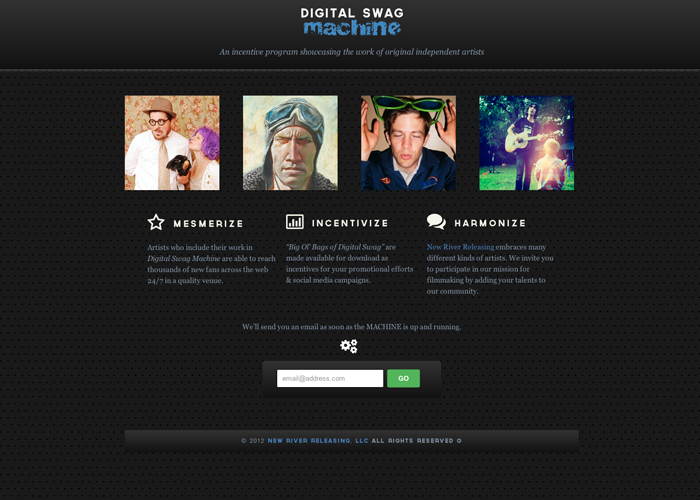 DIGITAL SWAG
machine
An incentive program showcasing the work of original independent artists
MESMERIZE
Artists who include their work in
Digital Swag Machine are able to reach
thousands of new fans across the web
24/7 in a quality venue.
INCENTIVIZE
"Big Ol' Bags of Digital Swag" are
made available for download as
incentives for your promotional efforts
& social media campaigns.
HARMONIZE
New River Releasing embraces many
different kinds of artists. We invite you
to participate in our mission for
filmmaking by adding your talents to
our community.
We'll send you an email as soon as the MACHINE is up and running.
email@address.com
GO
© 2012 NEW RIVER RELEASING, LLC ALL RIGHTS RESERVED O